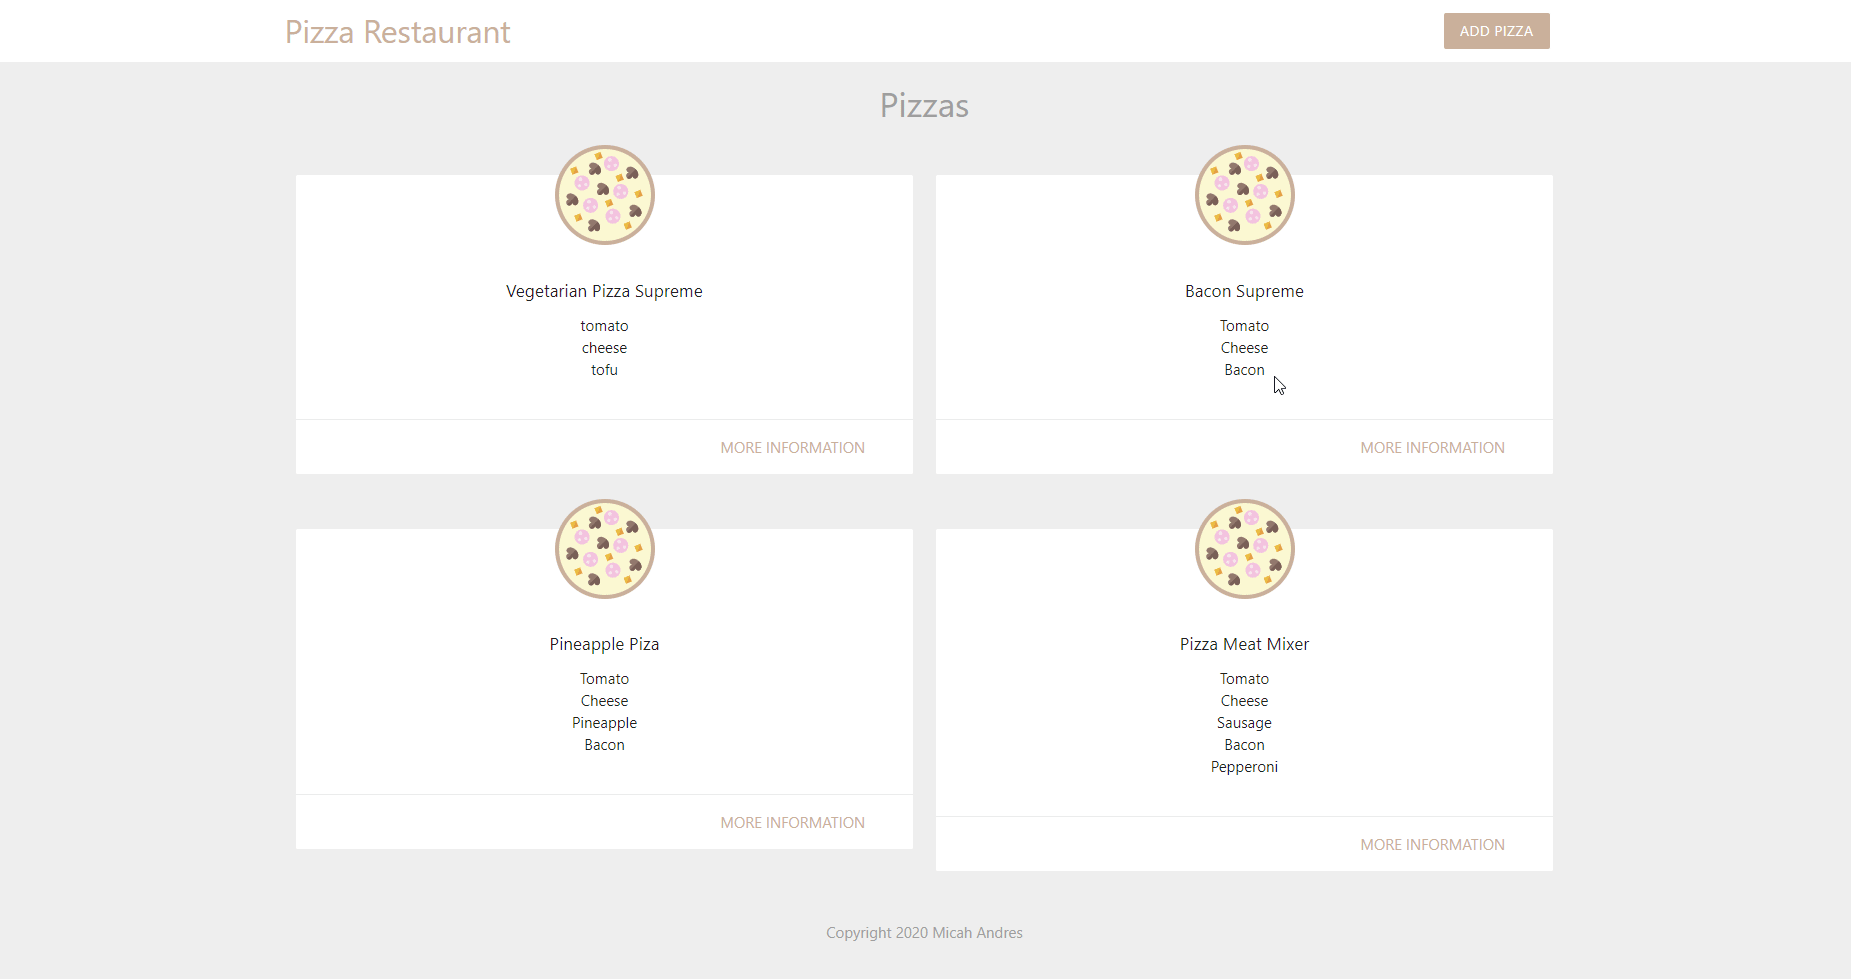 Pizza Restaurant
ADD PIZZA
Pizzas
Vegetarian Pizza Supreme
tomato
cheese
tofu
MORE INFORMATION
Bacon Supreme
Tomato
Cheese
Bacon
MORE INFORMATION
Pineapple Piza
Tomato
Cheese
Pineapple
Bacon
MORE INFORMATION
Pizza Meat Mixer
Tomato
Cheese
Sausage
Bacon
Pepperoni
MORE INFORMATION
Copyright 2020 Micah Andres